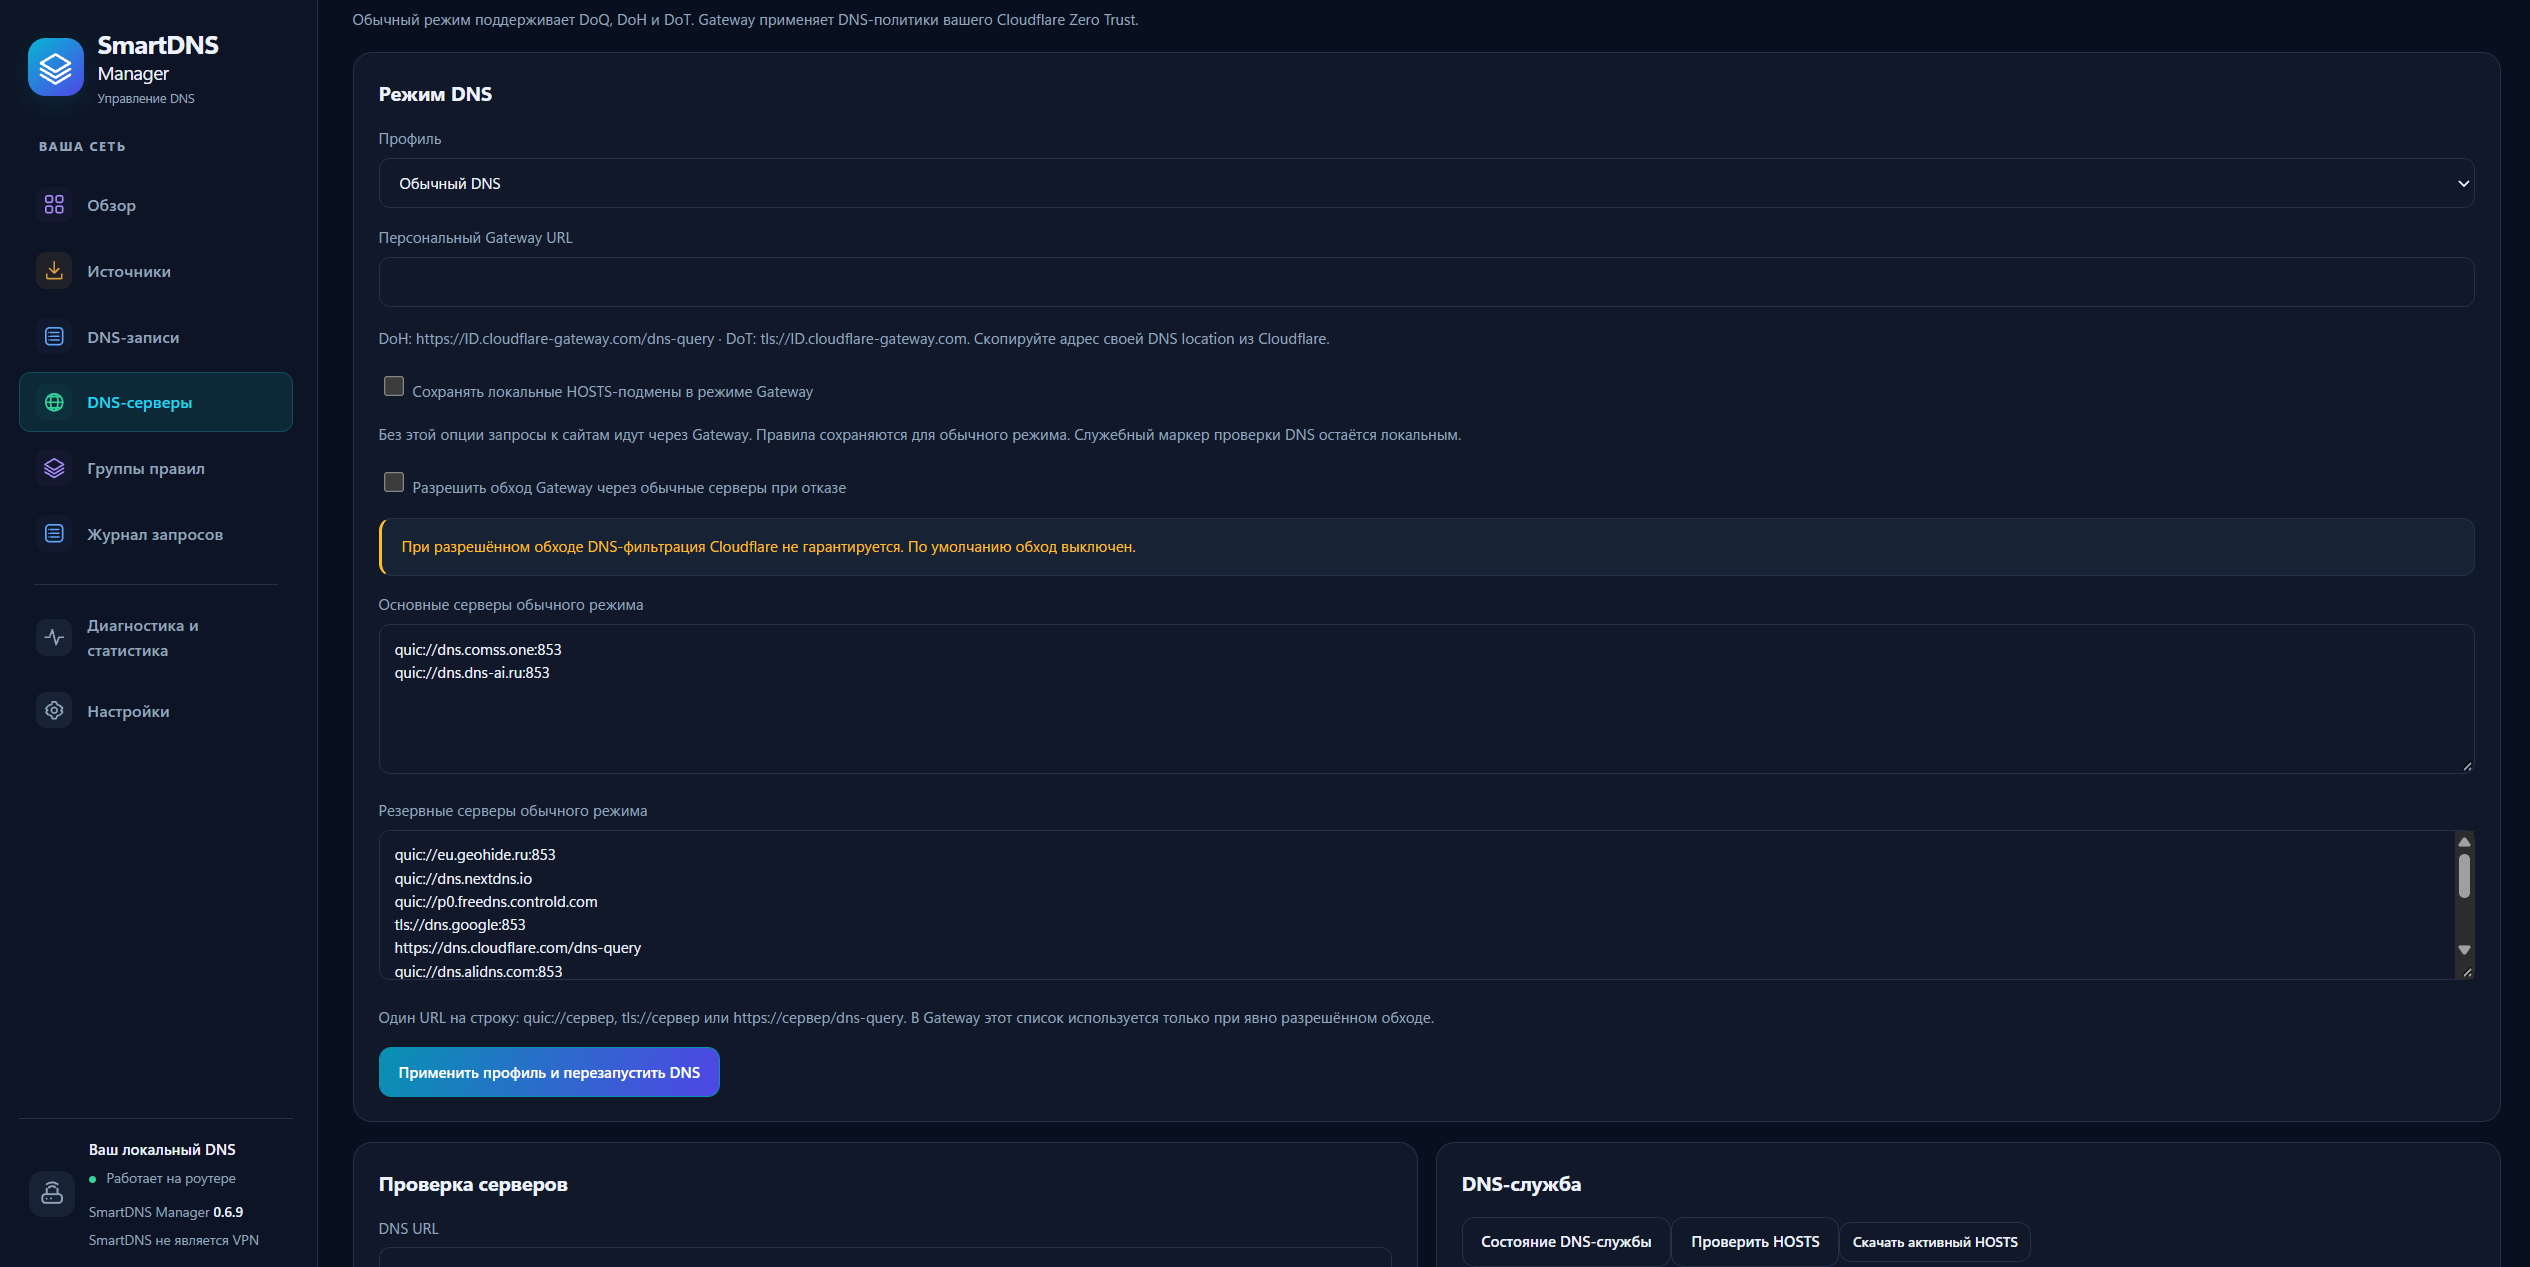 SmartDNS
Manager
Управление DNS
ВАША СЕТЬ
Обзор
Источники
DNS-записи
DNS-серверы
Группы правил
Журнал запросов
Диагностика и
статистика
Настройки
Ваш локальный DNS
Работает на роутере
SmartDNS Manager 0.6.9
SmartDNS не является VPN
Обычный режим поддерживает DoQ, DoH и DoT. Gateway применяет DNS-политики вашего Cloudflare Zero Trust.
Режим DNS
Профиль
Обычный DNS
Персональный Gateway URL
DoH: https://ID.cloudflare-gateway.com/dns-query · DoT: tls://ID.cloudflare-gateway.com. Скопируйте адрес своей DNS location из Cloudflare.
Сохранять локальные HOSTS-подмены в режиме Gateway
Без этой опции запросы к сайтам идут через Gateway. Правила сохраняются для обычного режима. Служебный маркер проверки DNS остаётся локальным.
Разрешить обход Gateway через обычные серверы при отказе
При разрешённом обходе DNS-фильтрация Cloudflare не гарантируется. По умолчанию обход выключен.
Основные серверы обычного режима
quic://dns.comss.one:853
quic://dns.dns-ai.ru:853
Резервные серверы обычного режима
quic://eu.geohide.ru:853
quic://dns.nextdns.io
quic://p0.freedns.controld.com
tls://dns.google:853
https://dns.cloudflare.com/dns-query
quic://dns.alidns.com:853
Один URL на строку: quic://сервер, tls://сервер или https://сервер/dns-query. В Gateway этот список используется только при явно разрешённом обходе.
Применить профиль и перезапустить DNS
Проверка серверов
DNS URL
DNS-служба
Состояние DNS-службы
Проверить HOSTS
Скачать активный HOSTS